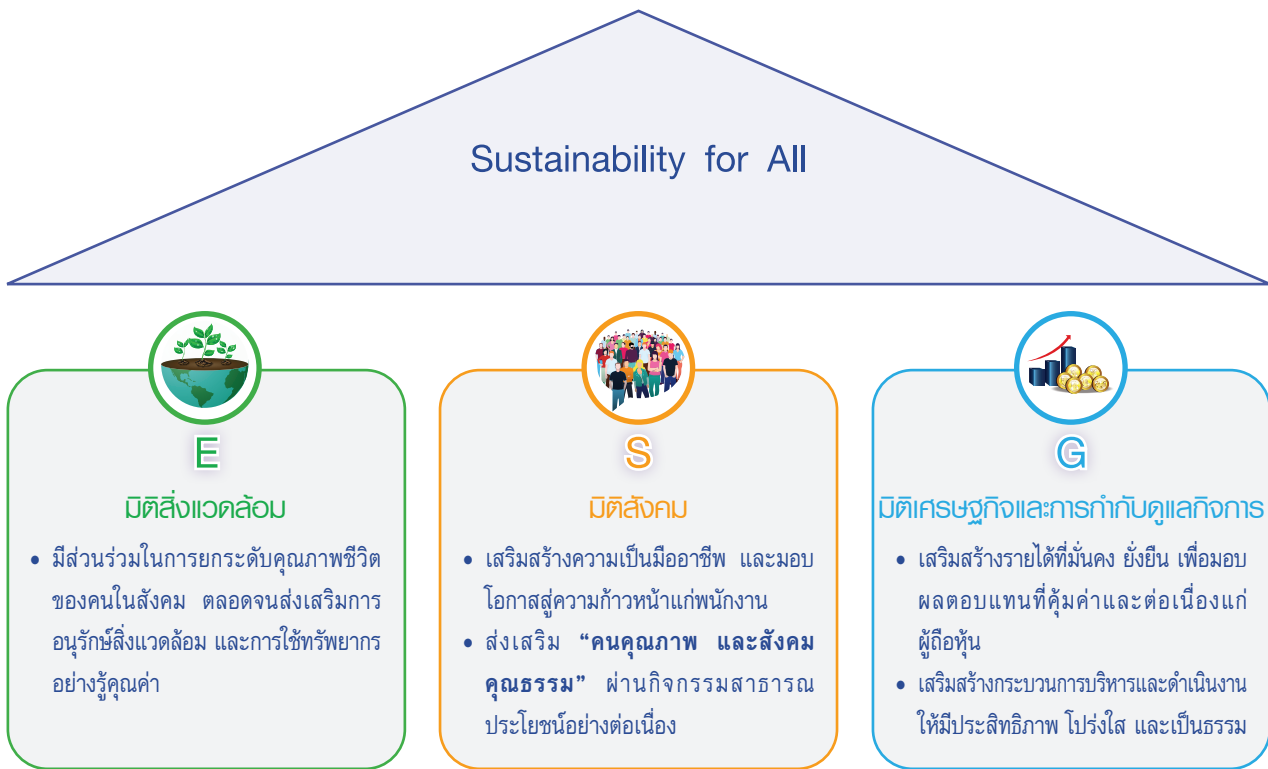 Sustainability for All
E
มิติสิ่งแวดล้อม
• มีส่วนร่วมในการยกระดับคุณภาพชีวิต
ของคนในสังคม ตลอดจนส่งเสริมการ
อนุรักษ์สิ่งแวดล้อม และการใช้ทรัพยากร
อย่างรู้คุณค่า
S
มิติสังคม
• เสริมสร้างความเป็นมืออาชีพ และมอบ
โอกาสสู่ความก้าวหน้าแก่พนักงาน
• ส่งเสริม “คนคุณภาพ และสังคม
คุณธรรม” ผ่านกิจกรรมสาธารณ
ประโยชน์อย่างต่อเนื่อง
G
มิติเศรษฐกิจและการกำกับดูแลกิจการ
• เสริมสร้างรายได้ที่มั่นคง ยั่งยืน เพื่อมอบ
ผลตอบแทนที่คุ้มค่าและต่อเนื่องแก่
ผู้ถือหุ้น
• เสริมสร้างกระบวนการบริหารและดำเนินงาน
ให้มีประสิทธิภาพ โปร่งใส และเป็นธรรม